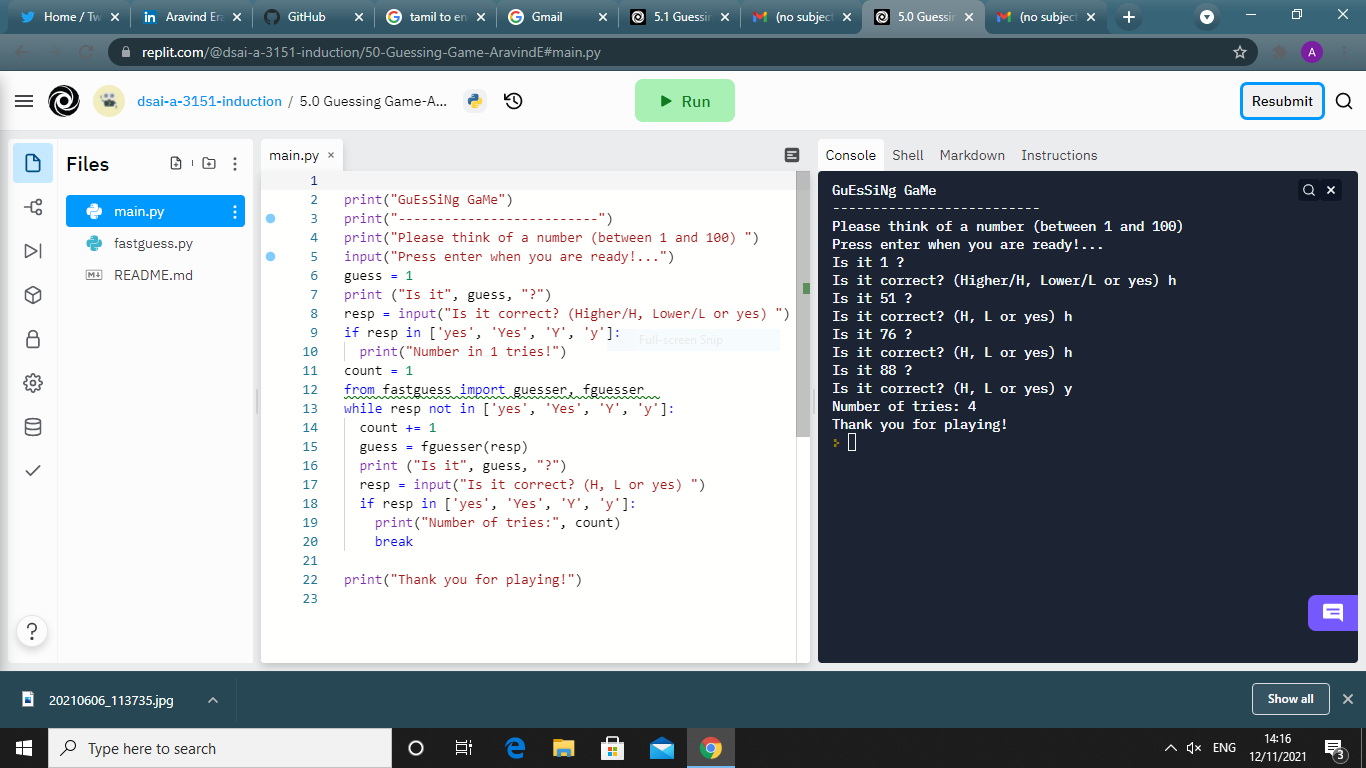 Home / Tw
Aravind Era
GitHub
tamil to en
Gmail
5.1 Guessin
(no subject
5.0 Guessin
(no subject
replit.com/@dsai-a-3151-induction/50-Guessing-Game-AravindE#main.py
A
dsai-a-3151-induction / 5.0 Guessing Game-A...
Run
Resubmit
Files
main.py
fastguess.py
README.md
main.py ×
1
2 print("GuEsSiNg GaMe")
3 print("--------------------------")
4 print("Please think of a number (between 1 and 100) ")
5 input("Press enter when you are ready!...")
6 guess = 1
7 print ("Is it", guess, "?")
8 resp = input("Is it correct? (Higher/H, Lower/L or yes) ")
9 if resp in ['yes', 'Yes', 'Y', 'y']:
10 print("Number in 1 tries!")
11 count = 1
12 from fastguess import guesser, fguesser
13 while resp not in ['yes', 'Yes', 'Y', 'y']:
14 count += 1
15 guess = fguesser(resp)
16 print ("Is it", guess, "?")
17 resp = input("Is it correct? (H, L or yes) ")
18 if resp in ['yes', 'Yes', 'Y', 'y']:
19 print("Number of tries:", count)
20 break
21
22 print("Thank you for playing!")
23
Full-screen Snip
Console Shell Markdown Instructions
GuEsSiNg GaMe
--------------------------
Please think of a number (between 1 and 100)
Press enter when you are ready!...
Is it 1 ?
Is it correct? (Higher/H, Lower/L or yes) h
Is it 51 ?
Is it correct? (H, L or yes) h
Is it 76 ?
Is it correct? (H, L or yes) h
Is it 88 ?
Is it correct? (H, L or yes) y
Number of tries: 4
Thank you for playing!
?
20210606_113735.jpg
Show all
Type here to search
ENG
14:16
12/11/2021
3